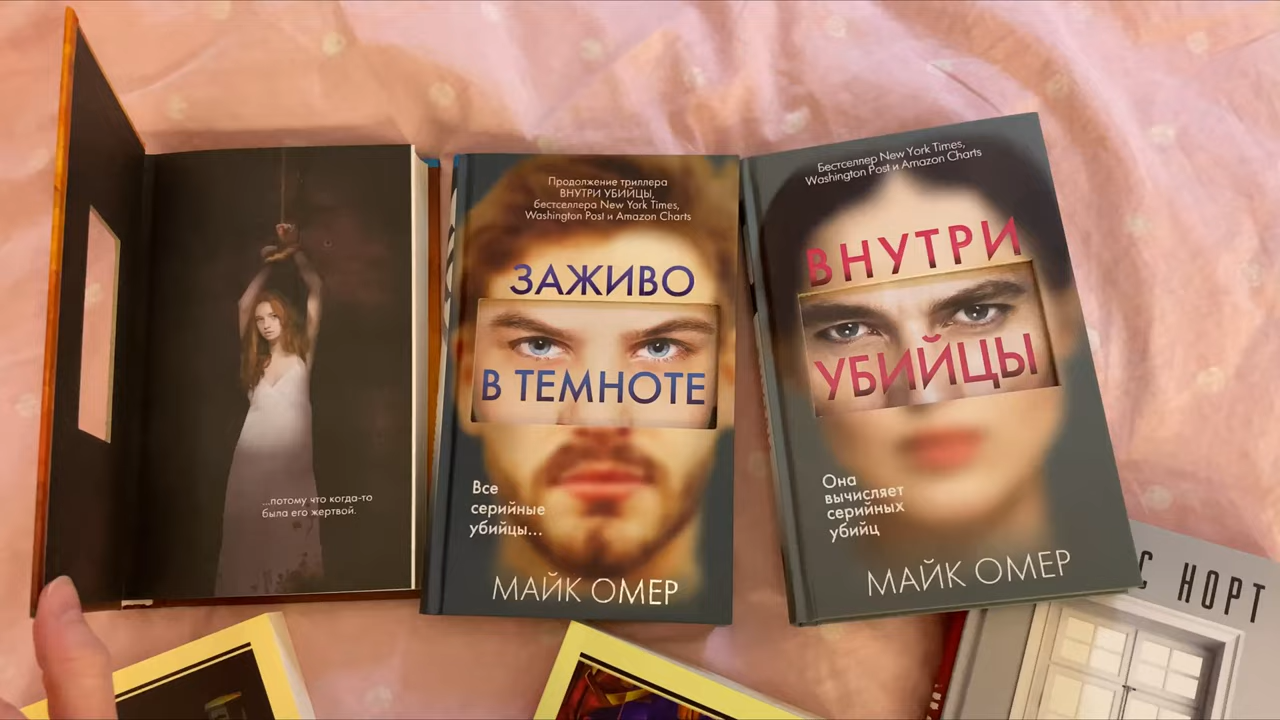 ...потому что когда-то
была его жертвой.
Продолжение триллера
ВНУТРИ УБИЙЦЫ,
бестселлера New York Times,
Washington Post и Amazon Charts
ЗАЖИВО
В ТЕМНОТЕ
Все
серийные
убийцы...
МАЙК ОМЕР
Бестселлер New York Times,
Washington Post и Amazon Charts
ВНУТРИ
УБИЙЦЫ
Она
вычисляет
серийных
убийц
МАЙК ОМЕР
С НОРТ